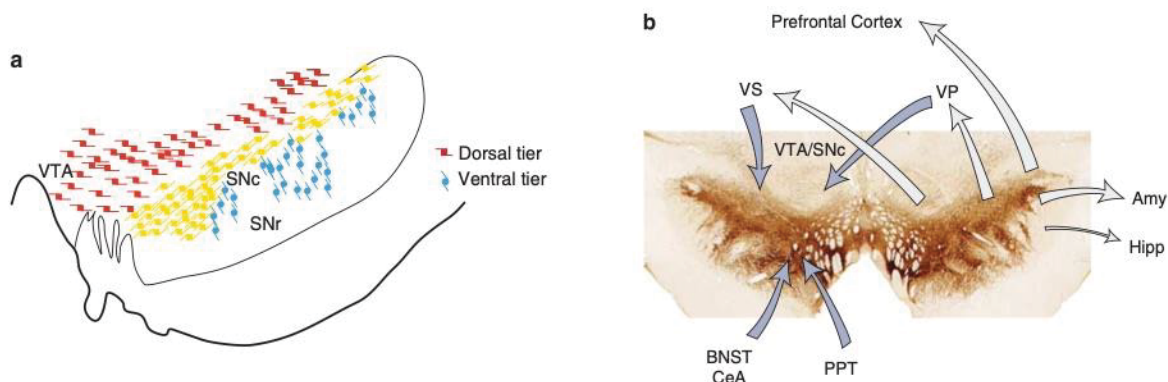 a
VTA
SNc
SNr
Dorsal tier
Ventral tier
b
Prefrontal Cortex
VS
VP
VTA/SNc
Amy
Hipp
BNST
CeA
PPT